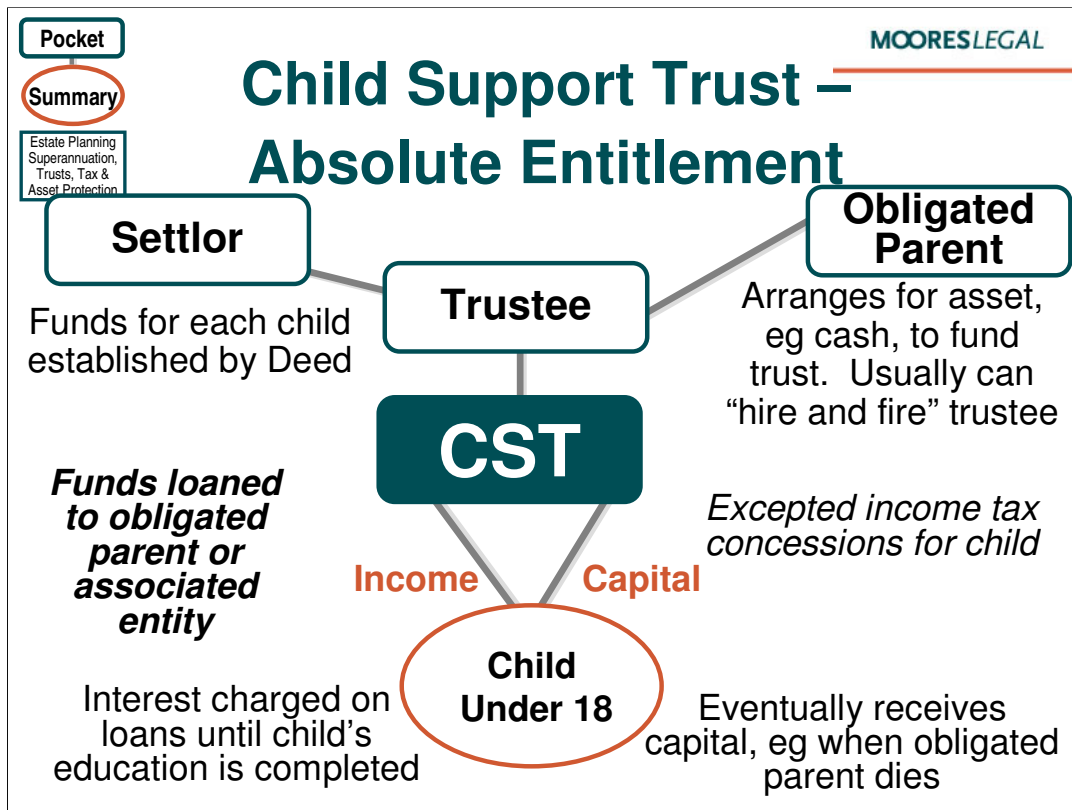 Pocket
Summary
Estate Planning
Superannuation,
Trusts, Tax &
Asset Protection
MOORESLEGAL
Child Support Trust –
Absolute Entitlement
Settlor
Funds for each child
established by Deed
Trustee
Obligated
Parent
Arranges for asset,
eg cash, to fund
trust. Usually can
“hire and fire” trustee
CST
Funds loaned
to obligated
parent or
associated
entity
Excepted income tax
concessions for child
Income
Capital
Child
Under 18
Interest charged on
loans until child’s
education is completed
Eventually receives
capital, eg when obligated
parent dies